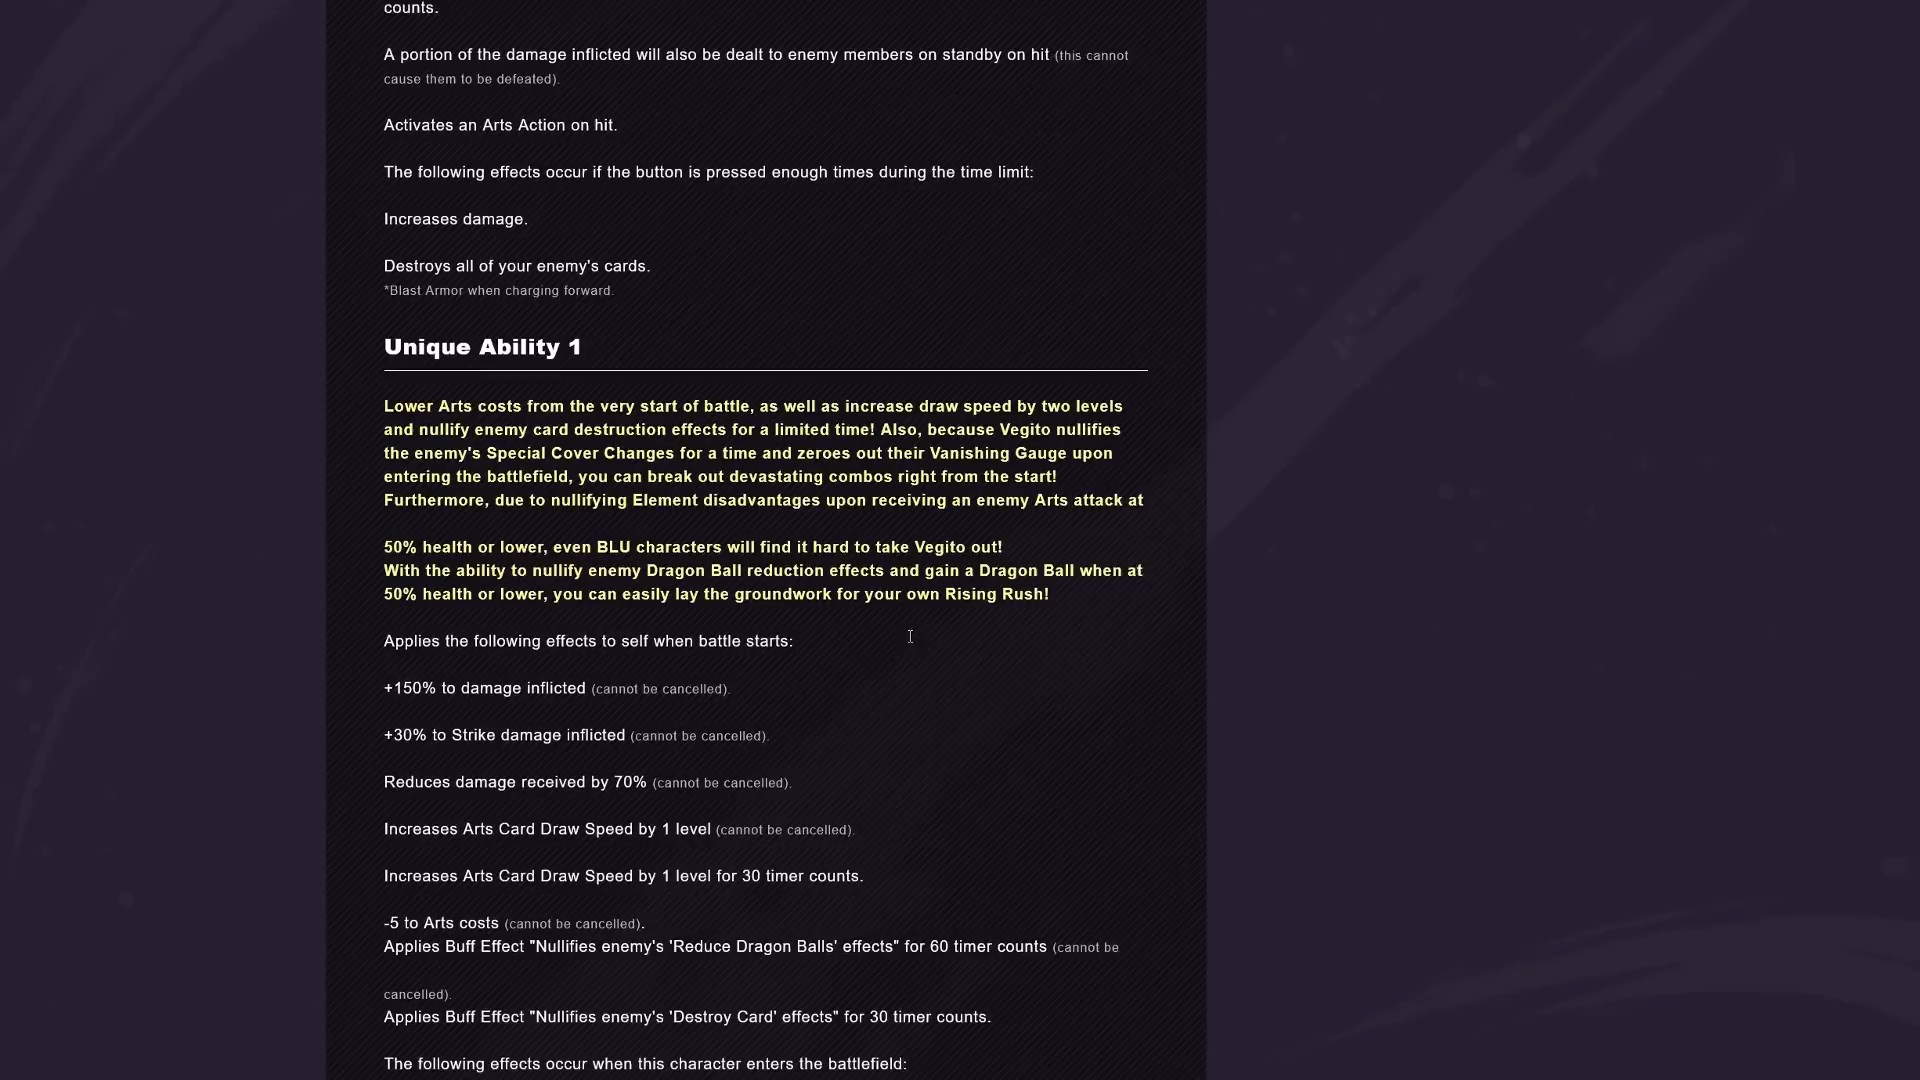 counts.
A portion of the damage inflicted will also be dealt to enemy members on standby on hit (this cannot
cause them to be defeated).
Activates an Arts Action on hit.
The following effects occur if the button is pressed enough times during the time limit:
Increases damage.
Destroys all of your enemy's cards.
*Blast Armor when charging forward.
Unique Ability 1
Lower Arts costs from the very start of battle, as well as increase draw speed by two levels
and nullify enemy card destruction effects for a limited time! Also, because Vegito nullifies
the enemy's Special Cover Changes for a time and zeroes out their Vanishing Gauge upon
entering the battlefield, you can break out devastating combos right from the start!
Furthermore, due to nullifying Element disadvantages upon receiving an enemy Arts attack at
50% health or lower, even BLU characters will find it hard to take Vegito out!
With the ability to nullify enemy Dragon Ball reduction effects and gain a Dragon Ball when at
50% health or lower, you can easily lay the groundwork for your own Rising Rush!
Applies the following effects to self when battle starts:
+150% to damage inflicted (cannot be cancelled).
+30% to Strike damage inflicted (cannot be cancelled).
Reduces damage received by 70% (cannot be cancelled).
Increases Arts Card Draw Speed by 1 level (cannot be cancelled).
Increases Arts Card Draw Speed by 1 level for 30 timer counts.
-5 to Arts costs (cannot be cancelled).
Applies Buff Effect "Nullifies enemy's 'Reduce Dragon Balls' effects" for 60 timer counts (cannot be
cancelled).
Applies Buff Effect "Nullifies enemy's 'Destroy Card' effects" for 30 timer counts.
The following effects occur when this character enters the battlefield: